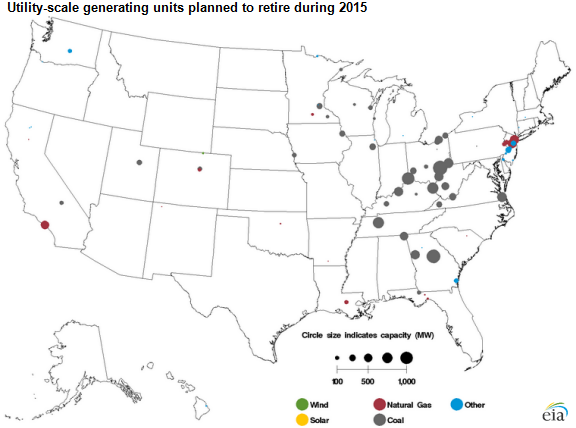 Utility-scale generating units planned to retire during 2015
Circle size indicates capacity (MW)
100 500 1,000
Wind Natural Gas Other
Solar Coal
eia